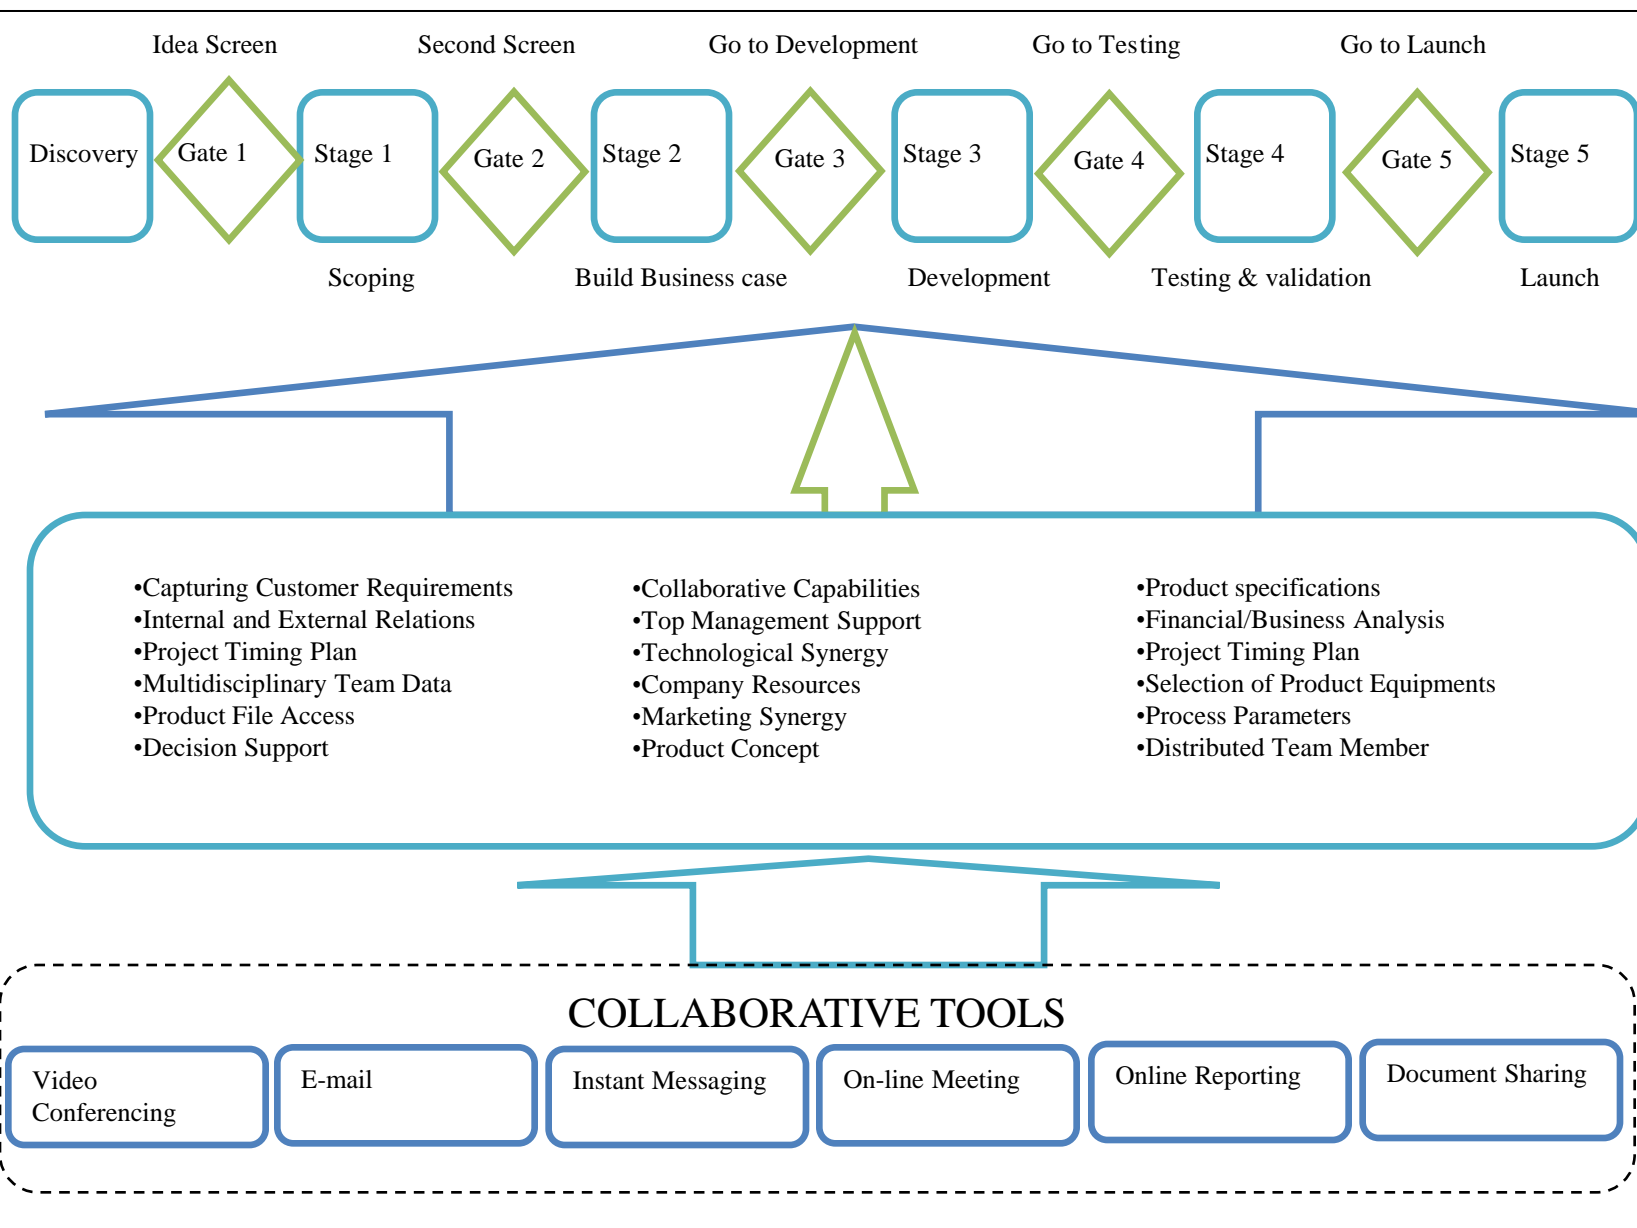 Idea Screen
Second Screen
Go to Development
Go to Testing
Go to Launch
Discovery
Gate 1
Stage 1
Gate 2
Stage 2
Gate 3
Stage 3
Gate 4
Stage 4
Gate 5
Stage 5
Scoping
Build Business case
Development
Testing & validation
Launch
•Capturing Customer Requirements
•Internal and External Relations
•Project Timing Plan
•Multidisciplinary Team Data
•Product File Access
•Decision Support
•Collaborative Capabilities
•Top Management Support
•Technological Synergy
•Company Resources
•Marketing Synergy
•Product Concept
•Product specifications
•Financial/Business Analysis
•Project Timing Plan
•Selection of Product Equipments
•Process Parameters
•Distributed Team Member
COLLABORATIVE TOOLS
Video
Conferencing
E-mail
Instant Messaging
On-line Meeting
Online Reporting
Document Sharing